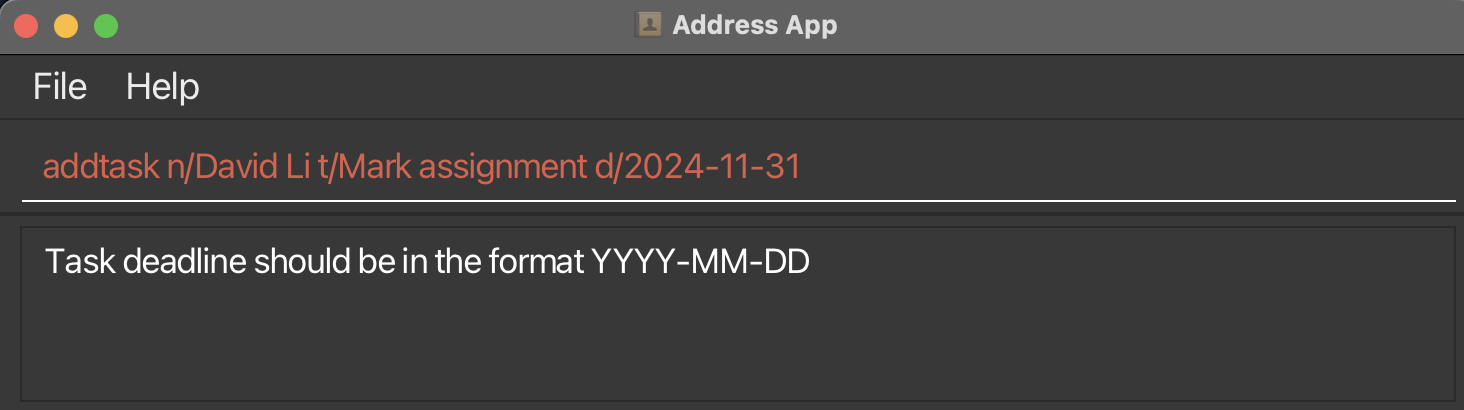 Address App
File Help
addtask n/David Li t/Mark assignment d/2024-11-31
Task deadline should be in the format YYYY-MM-DD